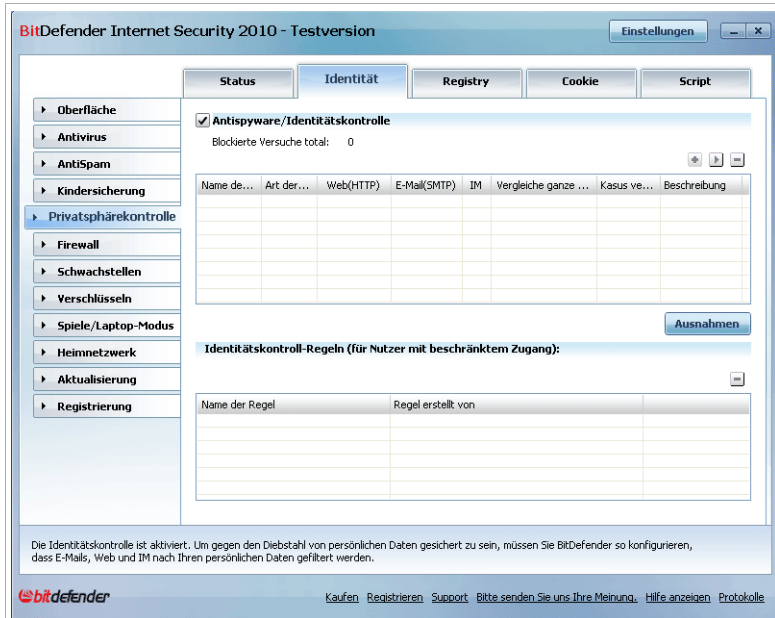 BitDefender Internet Security 2010 - Testversion
Einstellungen
Status
Identität
Registry
Cookie
Script
Oberfläche
Antivirus
AntiSpam
Kindersicherung
Privatsphärekontrolle
Firewall
Schwachstellen
Verschlüsseln
Spiele/Laptop-Modus
Heimnetzwerk
Aktualisierung
Registrierung
Antispyware/Identitätskontrolle
Blockierte Versuche total: 0
Name de... Art der... Web(HTTP) E-Mail(SMTP) IM Vergleiche ganze ... Kasus ve... Beschreibung
Ausnahmen
Identitätskontroll-Regeln (für Nutzer mit beschränktem Zugang):
Name der Regel Regel erstellt von
Die Identitätskontrolle ist aktiviert. Um gegen den Diebstahl von persönlichen Daten gesichert zu sein, müssen Sie BitDefender so konfigurieren,
dass E-Mails, Web und IM nach Ihren persönlichen Daten gefiltert werden.
bitdefender
Kaufen Registrieren Support Bitte senden Sie uns Ihre Meinung. Hilfe anzeigen Protokolle